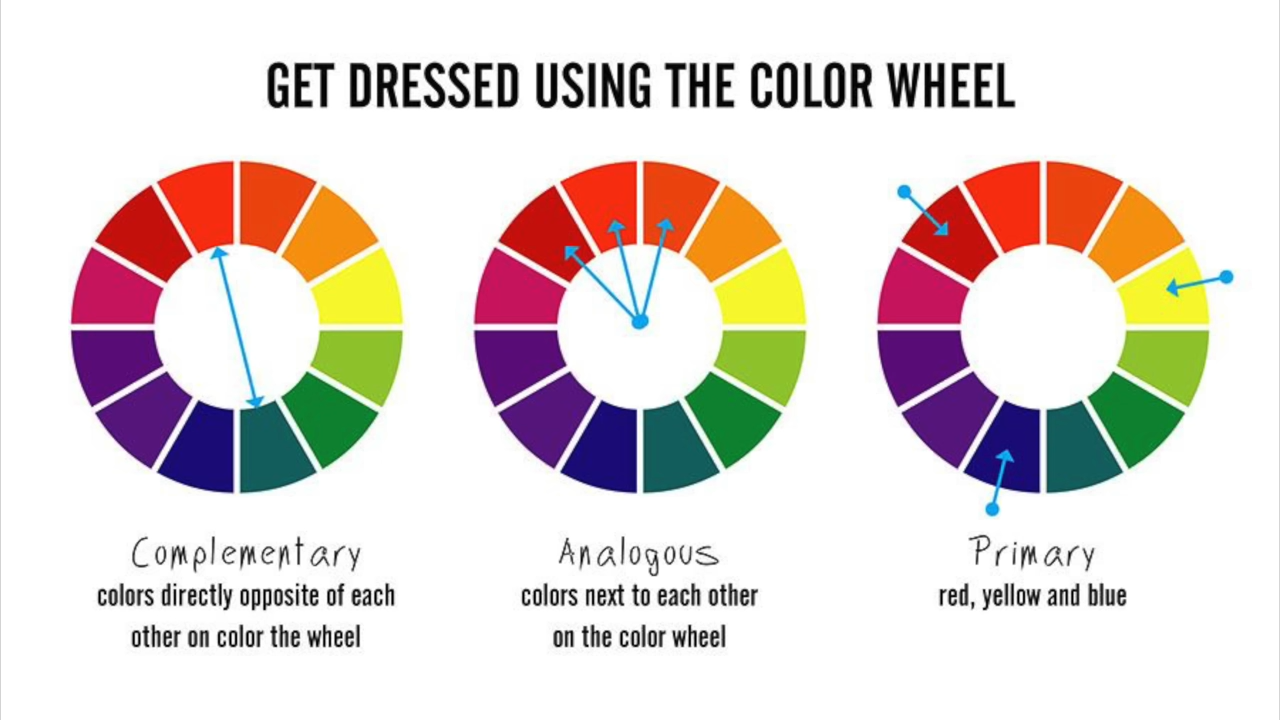 GET DRESSED USING THE COLOR WHEEL
Complementary
colors directly opposite of each
other on color the wheel
Analogous
colors next to each other
on the color wheel
Primary
red, yellow and blue